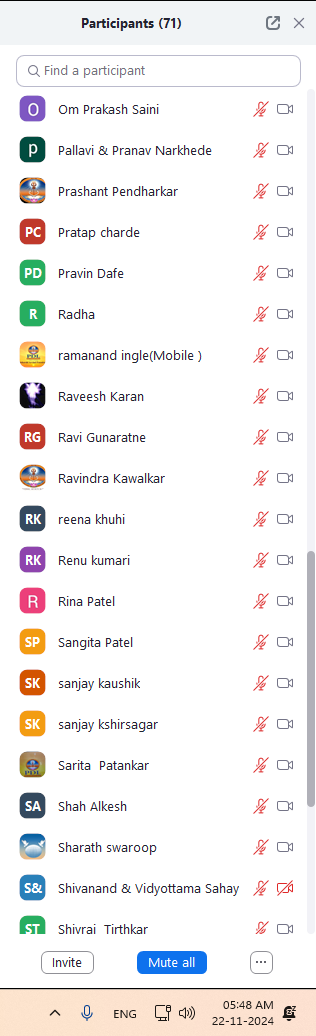 Participants (71)
Find a participant
O Om Prakash Saini
p Pallavi & Pranav Narkhede
Prashant Pendharkar
PC Pratap charde
PD Pravin Dafe
R Radha
ramanand ingle(Mobile )
Raveesh Karan
RG Ravi Gunaratne
Ravindra Kawalkar
RK reena khuhi
RK Renu kumari
R Rina Patel
SP Sangita Patel
SK sanjay kaushik
SK sanjay kshirsagar
Sarita Patankar
SA Shah Alkesh
Sharath swaroop
S& Shivanand & Vidyottama Sahay
ST Shivraj Tirthkar
Invite Mute all ...
ENG 05:48 AM
22-11-2024